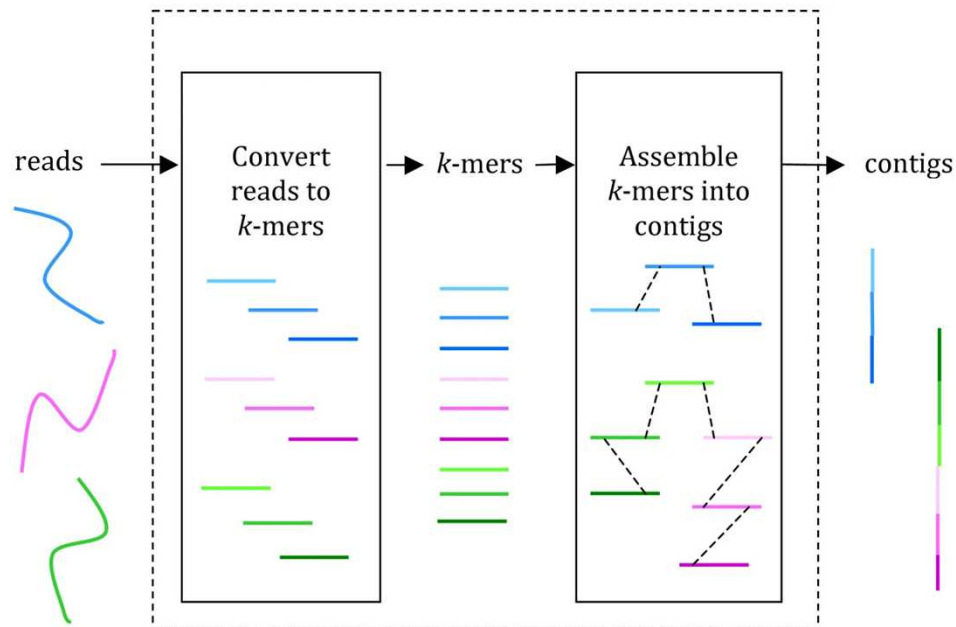 reads
Convert
reads to
k-mers
k-mers
Assemble
k-mers into
contigs
contigs